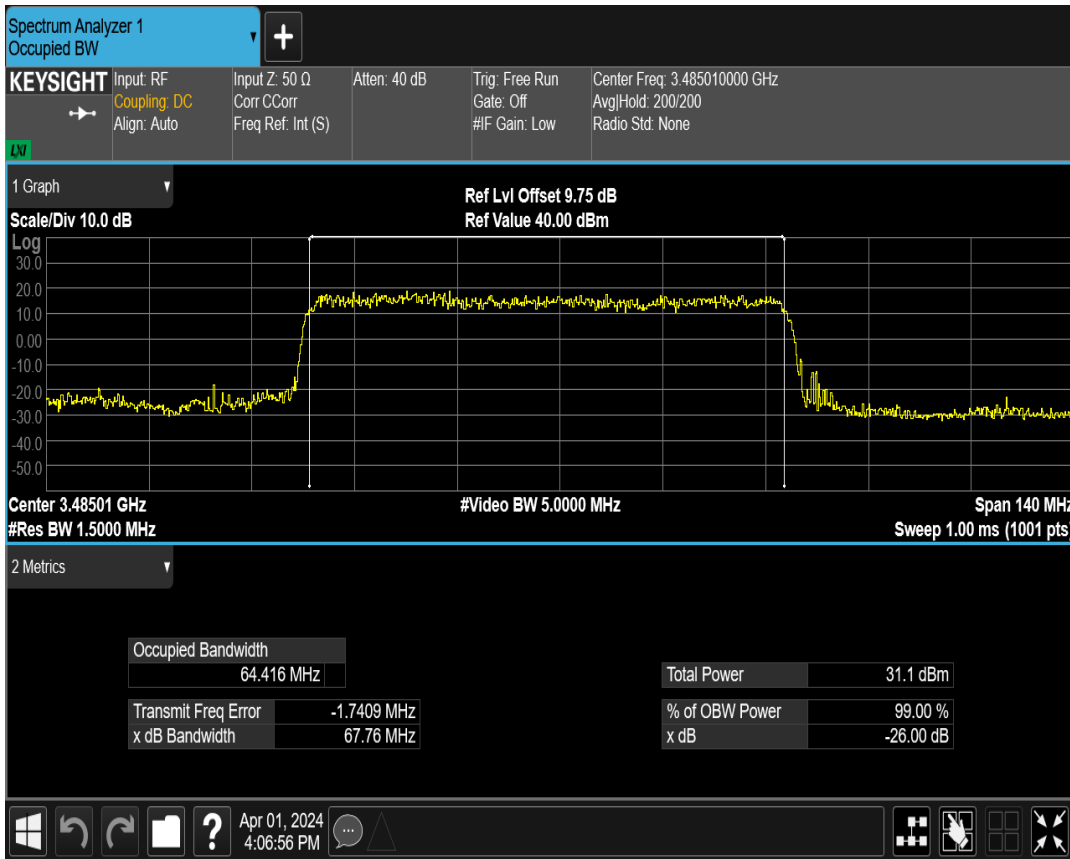 Spectrum Analyzer 1
Occupied BW
KEYSIGHT
LXI
Input: RF
Coupling: DC
Align: Auto
Input Z: 50 Ω
Corr CCorr
Freq Ref: Int (S)
Atten: 40 dB
Trig: Free Run
Gate: Off
#IF Gain: Low
Center Freq: 3.485010000 GHz
Avg|Hold: 200/200
Radio Std: None
1 Graph
Scale/Div 10.0 dB
Ref Lvl Offset 9.75 dB
Ref Value 40.00 dBm
Log
30.0
20.0
10.0
0.00
-10.0
-20.0
-30.0
-40.0
-50.0
Center 3.48501 GHz
#Video BW 5.0000 MHz
Span 140 MHz
#Res BW 1.5000 MHz
Sweep 1.00 ms (1001 pts)
2 Metrics
Occupied Bandwidth
64.416 MHz
Total Power 31.1 dBm
Transmit Freq Error -1.7409 MHz
% of OBW Power 99.00 %
x dB Bandwidth 67.76 MHz
x dB -26.00 dB
?
Apr 01, 2024
4:06:56 PM